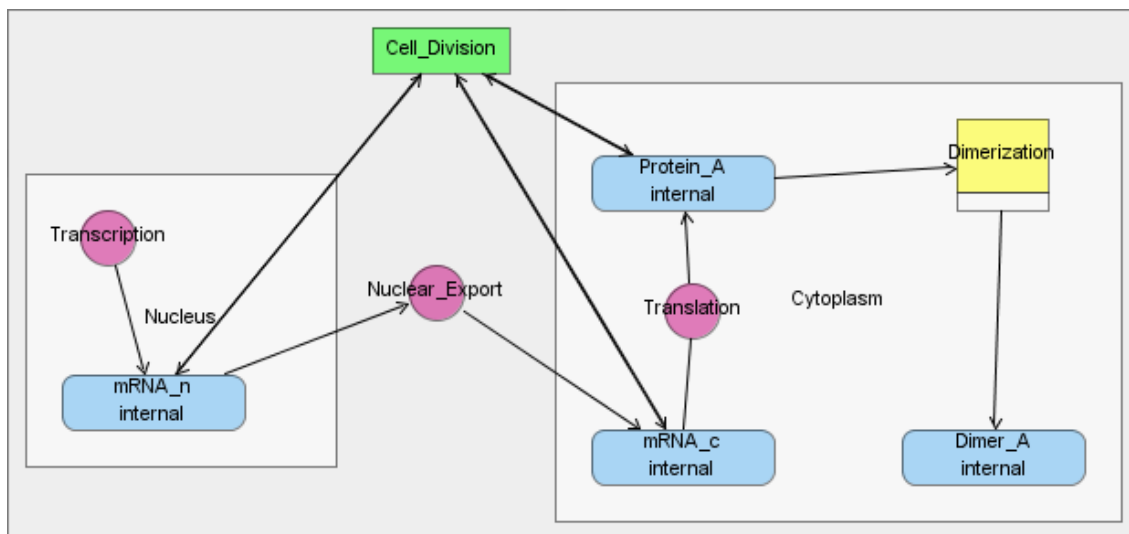 Cell_Division
Protein_A
internal
Dimerization
Transcription
Nucleus
Nuclear_Export
Translation
Cytoplasm
mRNA_n
internal
mRNA_c
internal
Dimer_A
internal